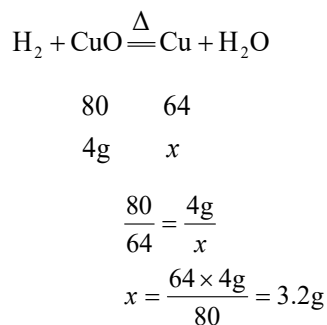 Δ
H₂ + CuO ═ Cu + H₂O
80 64
4g x
80/64 = 4g/x
x = 64 × 4g/80 = 3.2g